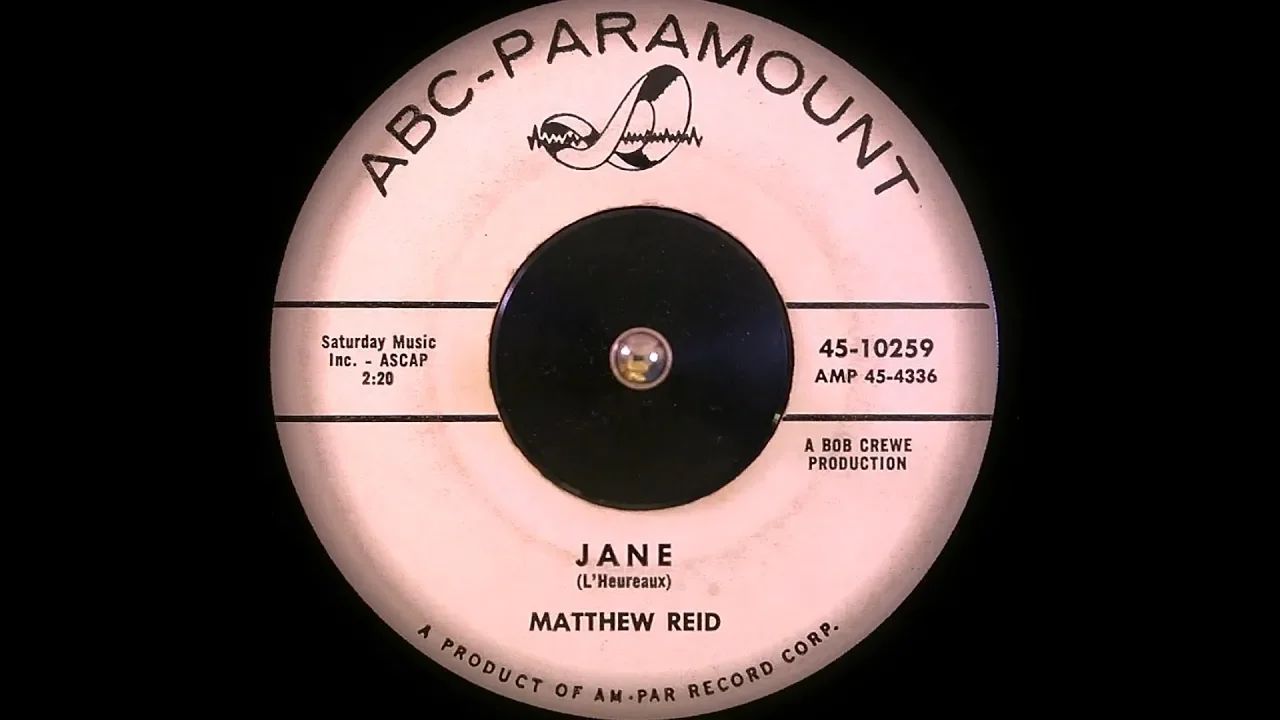 ABC-PARAMOUNT
Saturday Music
Inc. - ASCAP
2:20
45-10259
AMP 45-4336
A BOB CREWE
PRODUCTION
JANE
(L'Heureaux)
MATTHEW REID
A PRODUCT OF AM-PAR RECORD CORP.